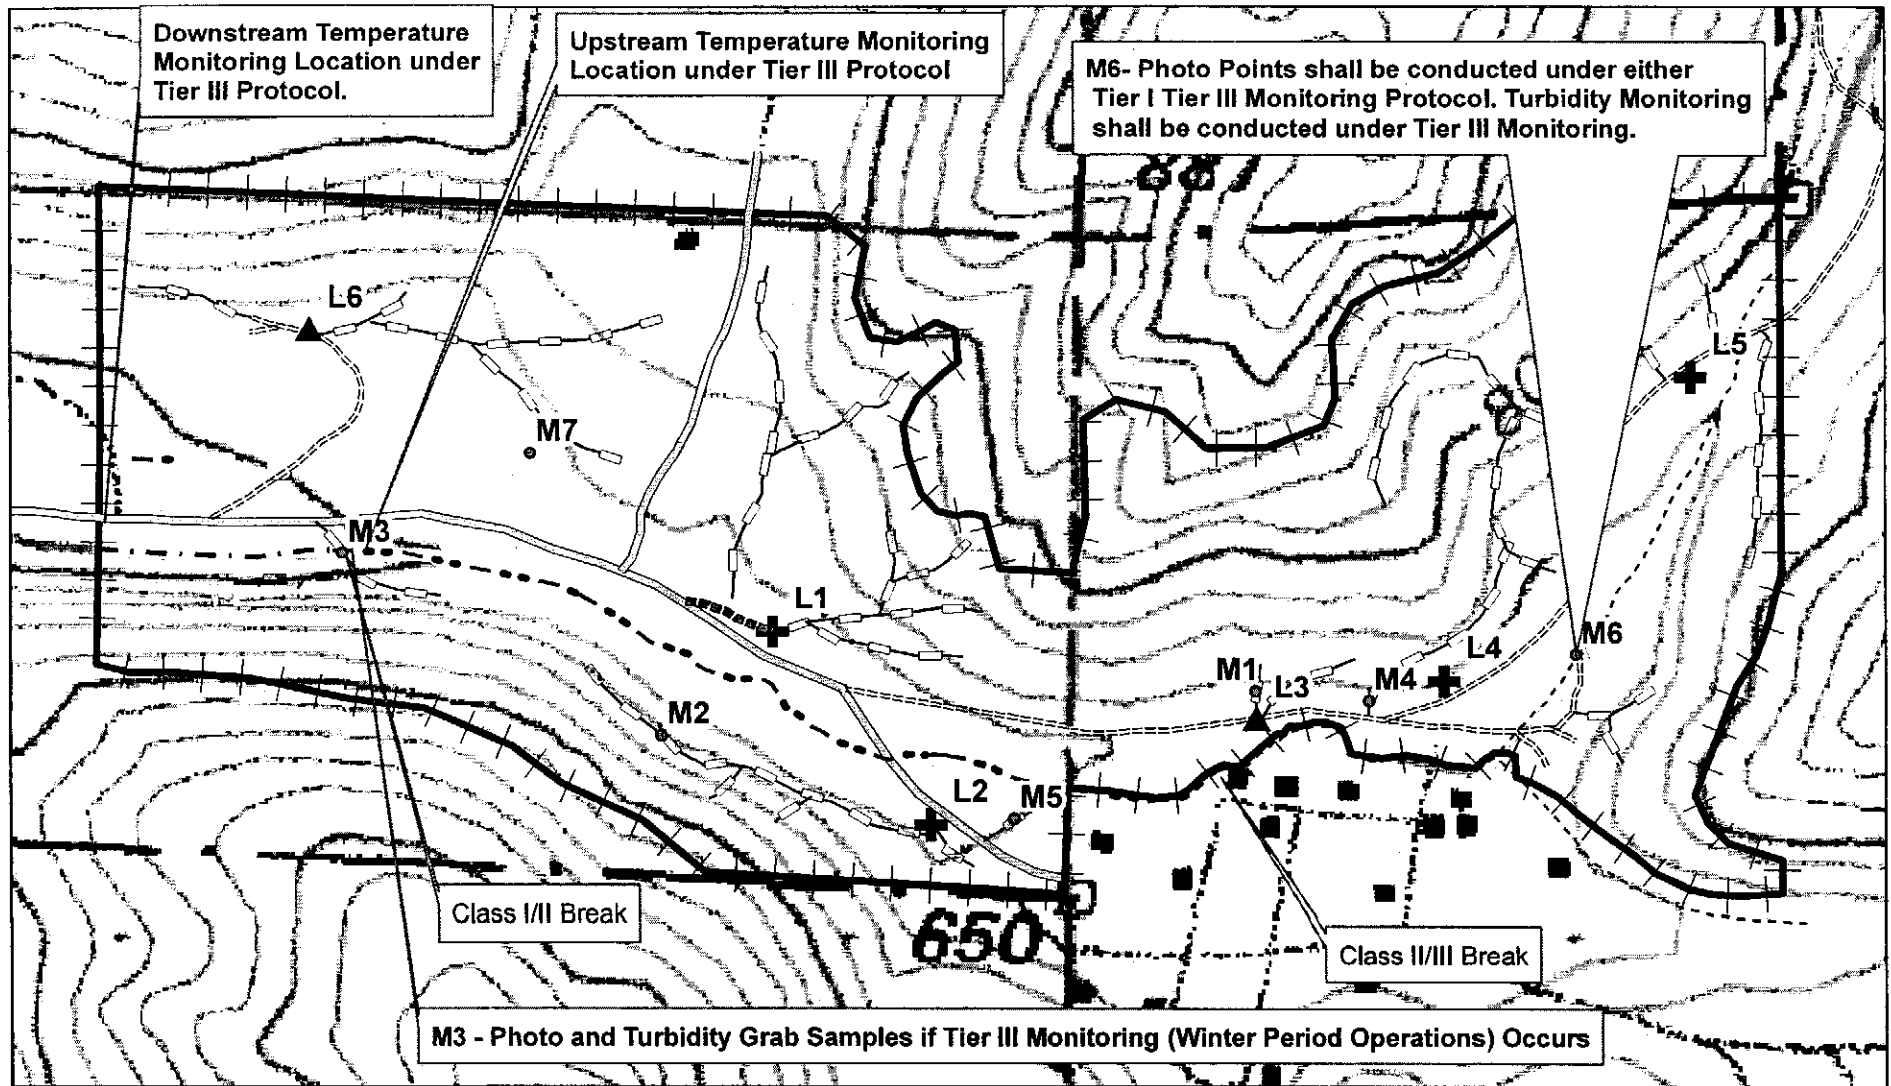 Downstream Temperature
Monitoring Location under
Tier III Protocol.
Upstream Temperature Monitoring
Location under Tier III Protocol
M6- Photo Points shall be conducted under either
Tier I Tier III Monitoring Protocol. Turbidity Monitoring
shall be conducted under Tier III Monitoring.
L6
L5
M7
M3
L1
L4
M6
M1
L3
M4
M2
L2
M5
Class I/II Break
650
Class II/III Break
M3 - Photo and Turbidity Grab Samples if Tier III Monitoring (Winter Period Operations) Occurs